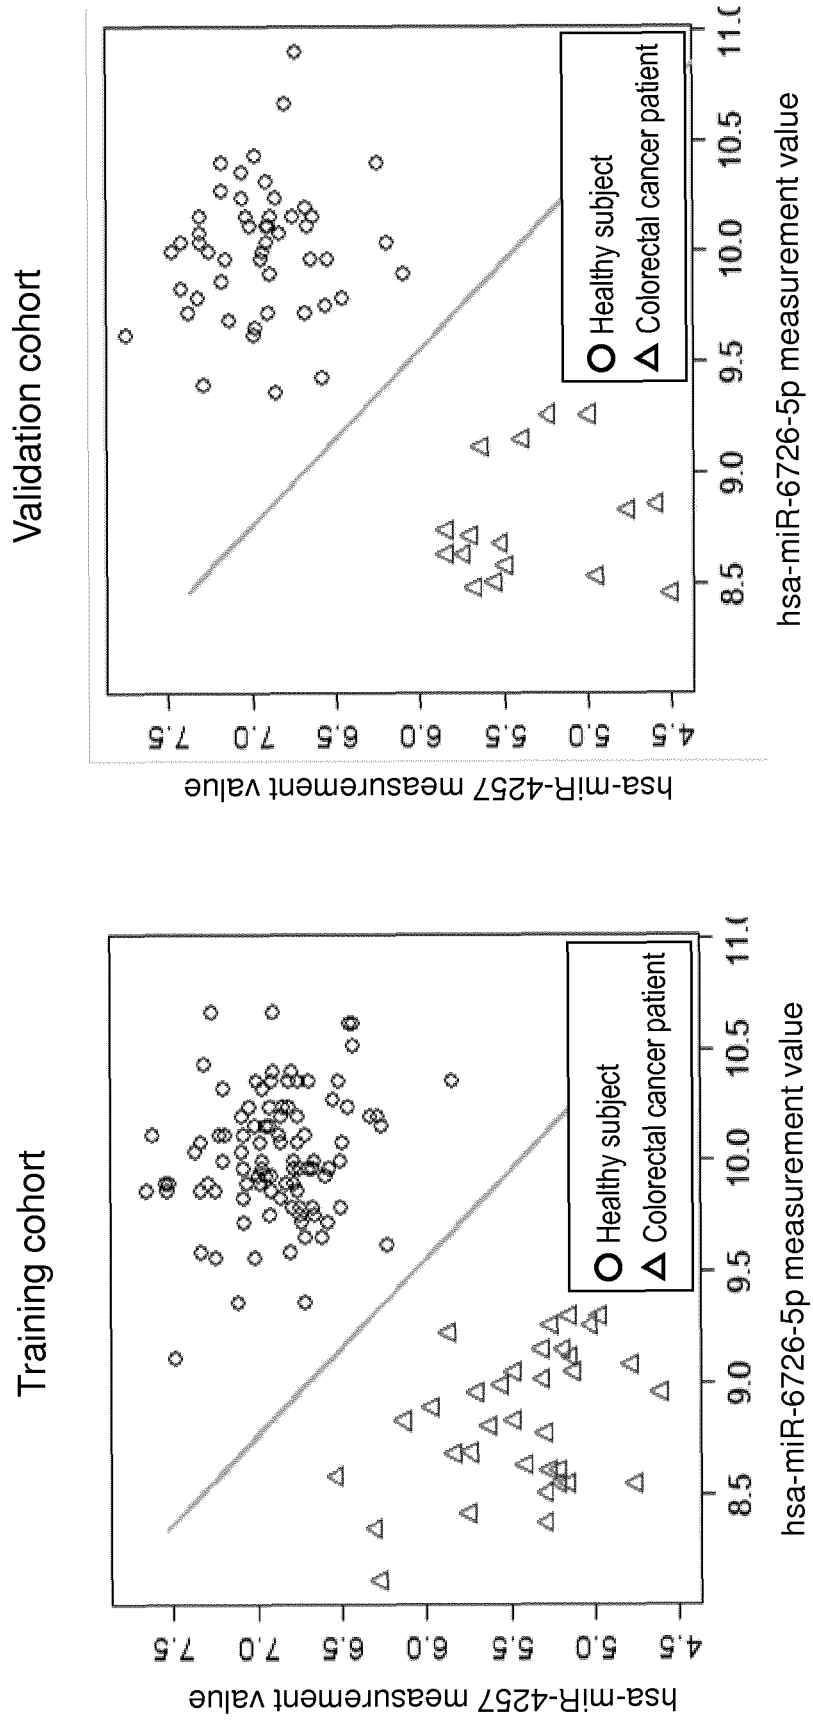 Training cohort
hsa-miR-4257 measurement value
7.5
7.0
6.5
6.0
5.5
5.0
4.5
Healthy subject
Colorectal cancer patient
8.5
9.0
9.5
10.0
10.5
hsa-miR-6726-5p measurement value
Validation cohort
hsa-miR-4257 measurement value
7.5
7.0
6.5
6.0
5.5
5.0
4.5
Healthy subject
Colorectal cancer patient
8.5
9.0
9.5
10.0
10.5
hsa-miR-6726-5p measurement value